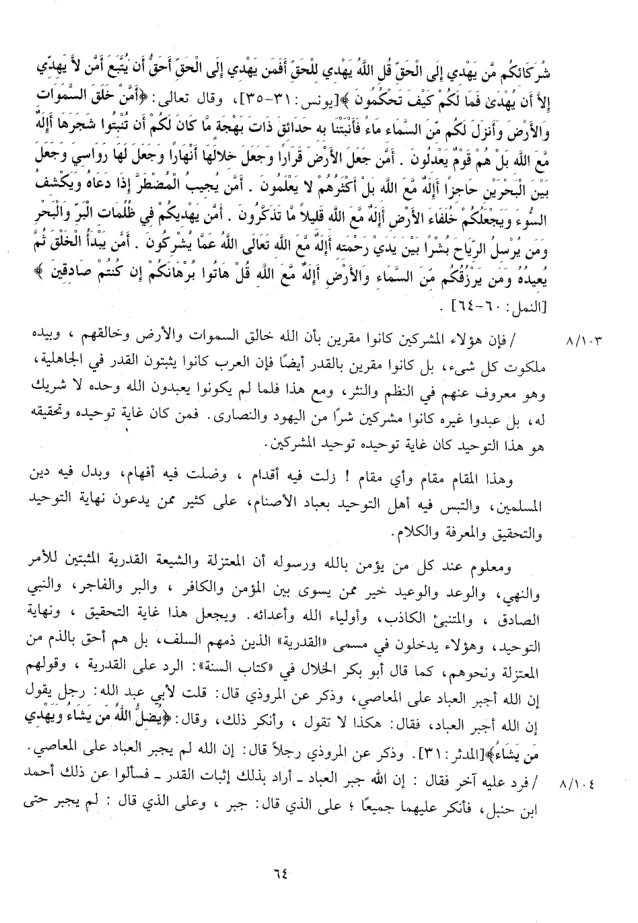 شُرَكَائِكُم مَّن يَهْدِي إِلَى الْحَقِّ قُلِ اللَّهُ يَهْدِي لِلْحَقِّ أَفَمَن يَهْدِي إِلَى الْحَقِّ أَحَقُّ أَن يُتَّبَعَ أَمَّن لاَّ يَهِدِّي
إِلاَّ أَن يُهْدَىٰ فَمَا لَكُمْ كَيْفَ تَحْكُمُونَ ﴾[يونس:٣١-٣٥]، وقال تعالى: ﴿أَمَّنْ خَلَقَ السَّمَوَاتِ
وَالأَرْضَ وَأَنزَلَ لَكُم مِّنَ السَّمَاءِ مَاءً فَأَنبَتْنَا بِهِ حَدَائِقَ ذَاتَ بَهْجَةٍ مَّا كَانَ لَكُمْ أَن تُنبِتُوا شَجَرَهَا أَإِلَهٌ
مَّعَ اللَّهِ بَلْ هُمْ قَوْمٌ يَعْدِلُونَ . أَمَّن جَعَلَ الأَرْضَ قَرَارًا وَجَعَلَ خِلالَهَا أَنْهَارًا وَجَعَلَ لَهَا رَوَاسِيَ وَجَعَلَ
بَيْنَ الْبَحْرَيْنِ حَاجِزًا أَإِلَهٌ مَّعَ اللَّهِ بَلْ أَكْثَرُهُمْ لا يَعْلَمُونَ . أَمَّن يُجِيبُ الْمُضْطَرَّ إِذَا دَعَاهُ وَيَكْشِفُ
السُّوءَ وَيَجْعَلُكُمْ خُلَفَاءَ الأَرْضِ أَإِلَهٌ مَّعَ اللَّهِ قَلِيلاً مَّا تَذَكَّرُونَ . أَمَّن يَهْدِيكُمْ فِي ظُلُمَاتِ الْبَرِّ وَالْبَحْرِ
وَمَن يُرْسِلُ الرِّيَاحَ بُشْرًا بَيْنَ يَدَيْ رَحْمَتِهِ أَإِلَهٌ مَّعَ اللَّهِ تَعَالَى اللَّهُ عَمَّا يُشْرِكُونَ . أَمَّن يَبْدَأُ الْخَلْقَ ثُمَّ
يُعِيدُهُ وَمَن يَرْزُقُكُم مِّنَ السَّمَاءِ وَالأَرْضِ أَإِلَهٌ مَّعَ اللَّهِ قُلْ هَاتُوا بُرْهَانَكُمْ إِن كُنتُمْ صَادِقِينَ ﴾
[النمل: ٦٠-٦٤] .
٨/١٠٣ / فإن هؤلاء المشركين كانوا مقرين بأن الله خالق السموات والأرض وخالقهم ، وبيده
ملكوت كل شىء، بل كانوا مقرين بالقدر أيضًا فإن العرب كانوا يثبتون القدر في الجاهلية،
وهو معروف عنهم في النظم والنثر، ومع هذا فلما لم يكونوا يعبدون الله وحده لا شريك
له، بل عبدوا غيره كانوا مشركين شرًا من اليهود والنصارى. فمن كان غاية توحيده وتحقيقه
هو هذا التوحيد كان غاية توحيده توحيد المشركين.
وهذا المقام مقام وأي مقام ! زلت فيه أقدام ، وضلت فيه أفهام، وبدل فيه دين
المسلمين، والتبس فيه أهل التوحيد بعباد الأصنام، على كثير ممن يدعون نهاية التوحيد
والتحقيق والمعرفة والكلام.
ومعلوم عند كل من يؤمن بالله ورسوله أن المعتزلة والشيعة القدرية المثبتين للأمر
والنهي، والوعد والوعيد خير ممن يسوى بين المؤمن والكافر ، والبر والفاجر، والنبي
الصادق ، والمتنبئ الكاذب، وأولياء الله وأعدائه. ويجعل هذا غاية التحقيق ، ونهاية
التوحيد، وهؤلاء يدخلون في مسمى «القدرية» الذين ذمهم السلف، بل هم أحق بالذم من
المعتزلة ونحوهم، كما قال أبو بكر الخلال في «كتاب السنة»: الرد على القدرية ، وقولهم
إن الله أجبر العباد على المعاصي، وذكر عن المروذي قال: قلت لأبي عبد الله: رجل يقول
إن الله أجبر العباد، فقال: هكذا لا تقول ، وأنكر ذلك، وقال: ﴿يُضِلُّ اللَّهُ مَن يَشَاءُ وَيَهْدِي
مَن يَشَاءُ﴾[المدثر:٣١]. وذكر عن المروذي رجلاً قال: إن الله لم يجبر العباد على المعاصي.
٨/١٠٤ / فرد عليه آخر فقال : إن الله جبر العباد ـ أراد بذلك إثبات القدر ـ فسألوا عن ذلك أحمد
ابن حنبل، فأنكر عليهما جميعًا ؛ على الذي قال: جبر ، وعلى الذي قال : لم يجبر حتى
٦٤